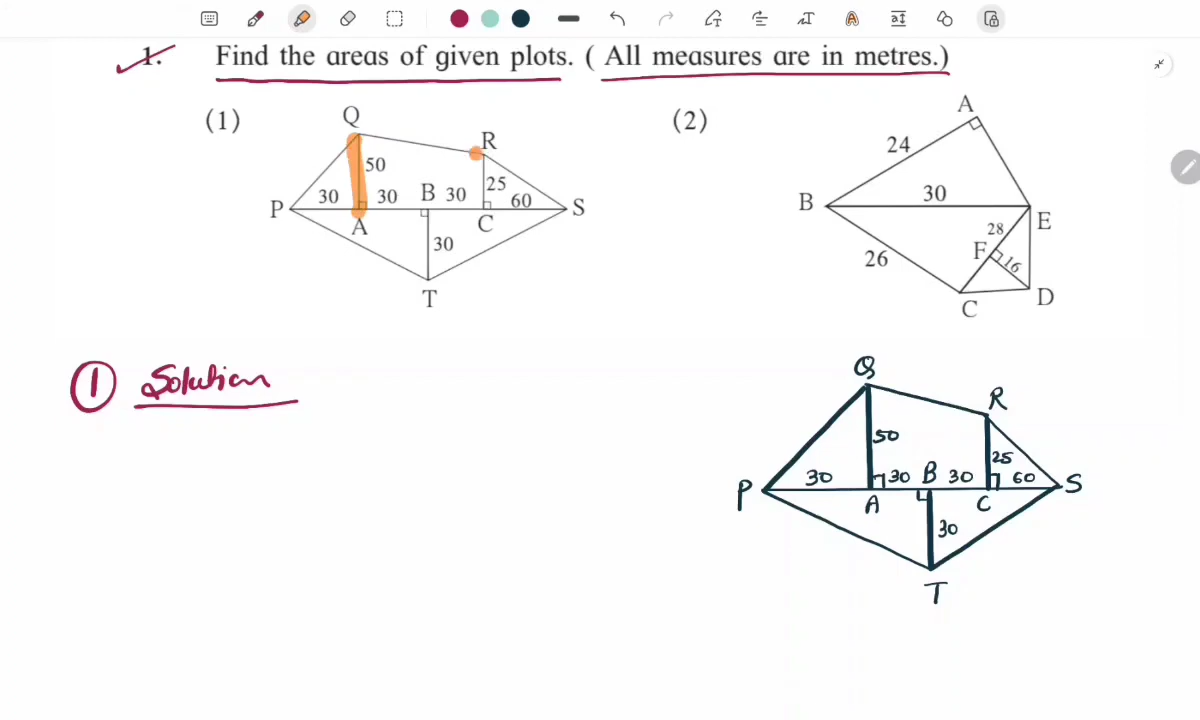 1. Find the areas of given plots. ( All measures are in metres.)
(1)
Q
R
50
25
30
30
B
30
60
P
A
C
S
30
T
(2)
A
24
B
30
E
28
F
16
26
C
D
1 Solution
Q
R
50
25
30
30
B
30
60
P
A
C
S
30
T